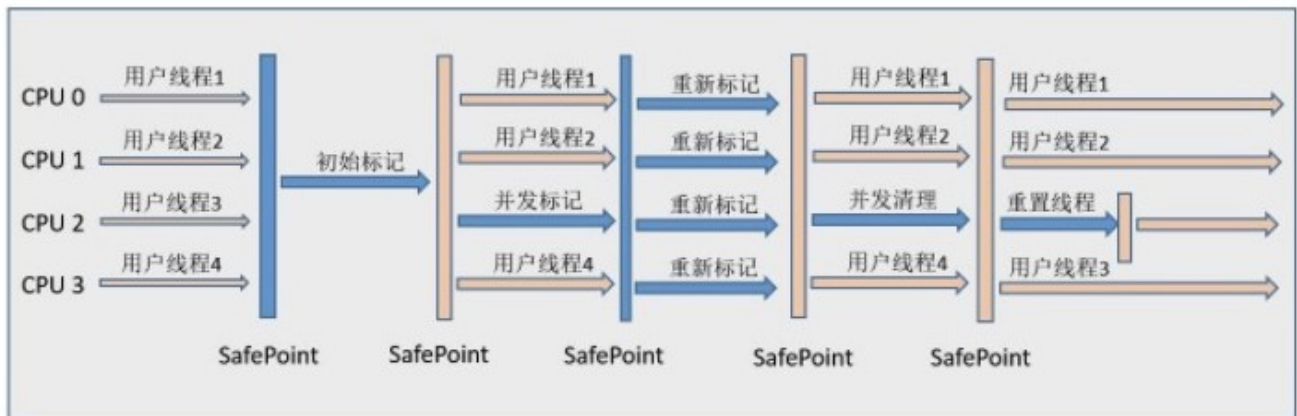 CPU 0 用户线程1 用户线程1 重新标记 用户线程1 用户线程1
CPU 1 用户线程2 初始标记 用户线程2 重新标记 用户线程2 用户线程2
CPU 2 用户线程3 并发标记 重新标记 并发清理 重置线程
CPU 3 用户线程4 用户线程4 重新标记 用户线程4 用户线程3
SafePoint SafePoint SafePoint SafePoint SafePoint